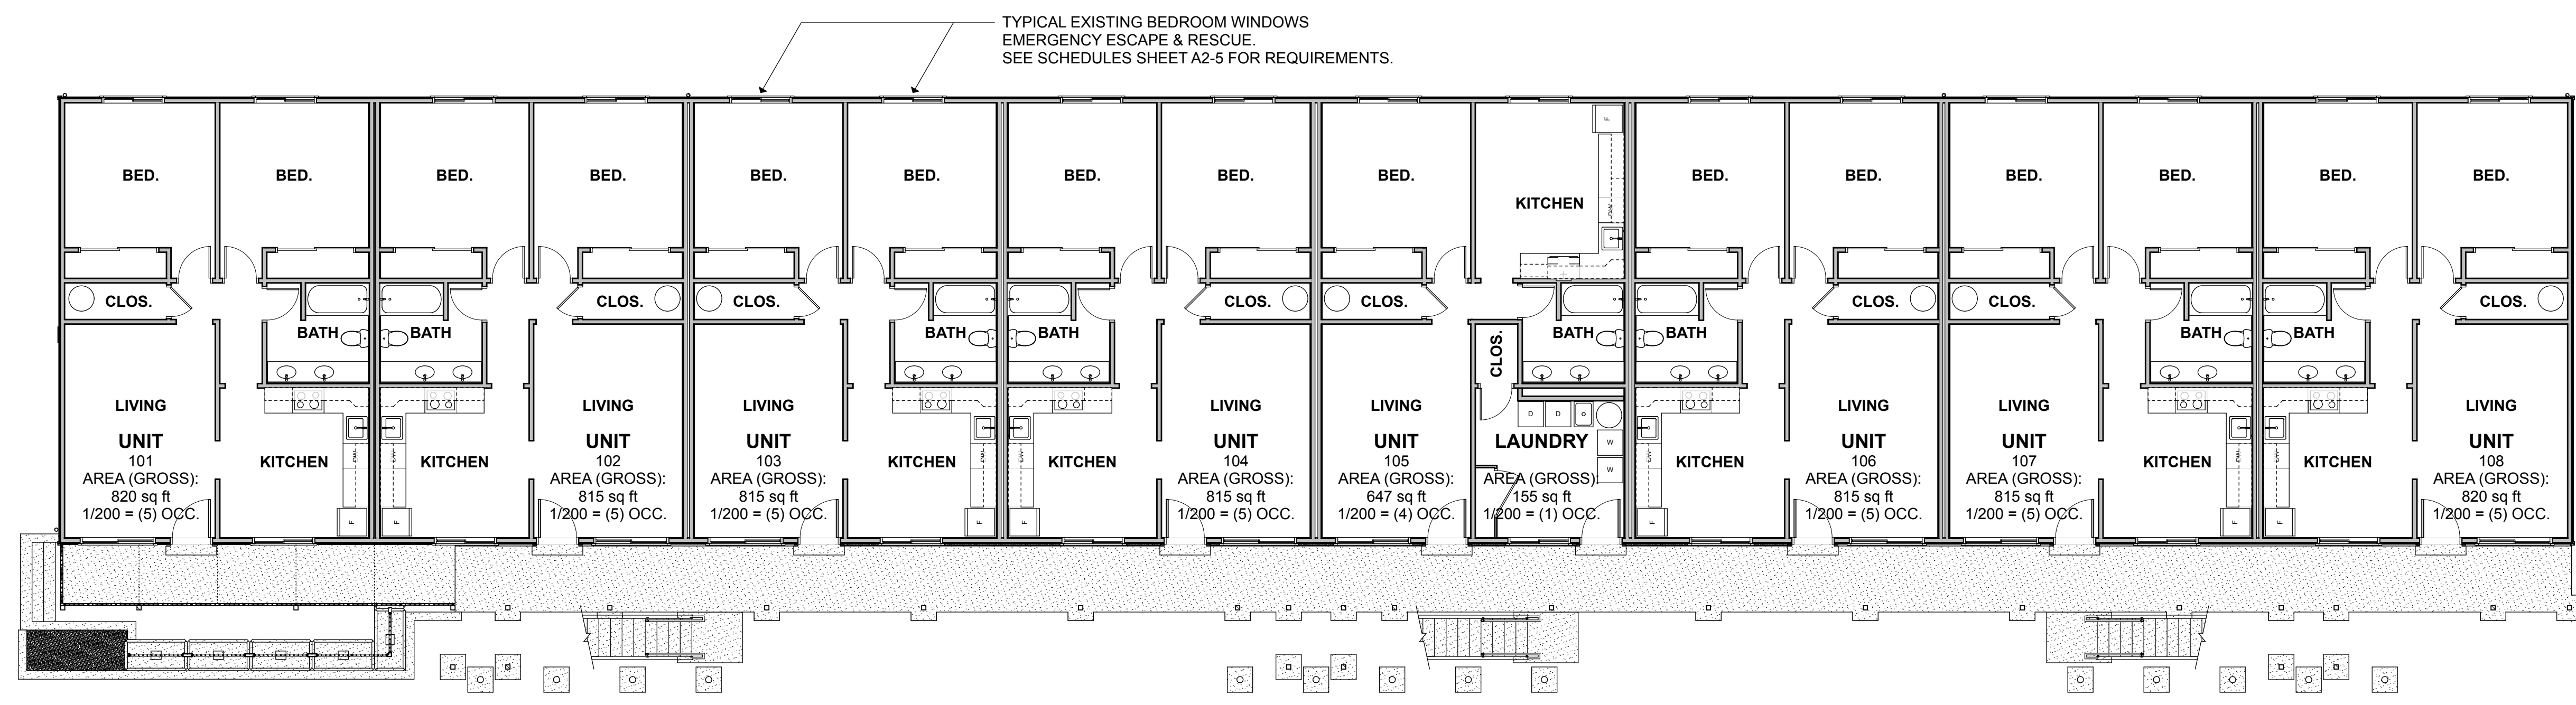 TYPICAL EXISTING BEDROOM WINDOWS
EMERGENCY ESCAPE & RESCUE.
SEE SCHEDULES SHEET A2-5 FOR REQUIREMENTS.
BED. BED. BED. BED. BED. BED. BED. BED. BED. BED. BED. BED. BED. BED. BED.
F
KITCHEN
CLOS. CLOS. CLOS. CLOS. CLOS. CLOS. CLOS. CLOS.
BATH BATH BATH BATH BATH BATH BATH BATH
CLOS.
LIVING LIVING LIVING LIVING LIVING LIVING LIVING LIVING
D D
UNIT UNIT UNIT UNIT UNIT LAUNDRY W UNIT UNIT UNIT
101 KITCHEN KITCHEN 102 103 KITCHEN KITCHEN 104 105 KITCHEN 106 107 KITCHEN KITCHEN 108
W
AREA (GROSS): AREA (GROSS): AREA (GROSS): AREA (GROSS): AREA (GROSS): AREA (GROSS): AREA (GROSS): AREA (GROSS): AREA (GROSS):
820 sq ft 815 sq ft 815 sq ft 815 sq ft 647 sq ft 155 sq ft 815 sq ft 815 sq ft 820 sq ft
1/200 = (5) OCC. 1/200 = (5) OCC. 1/200 = (5) OCC. 1/200 = (5) OCC. 1/200 = (4) OCC. 1/200 = (1) OCC. 1/200 = (5) OCC. 1/200 = (5) OCC. 1/200 = (5) OCC.
F F F F F F F